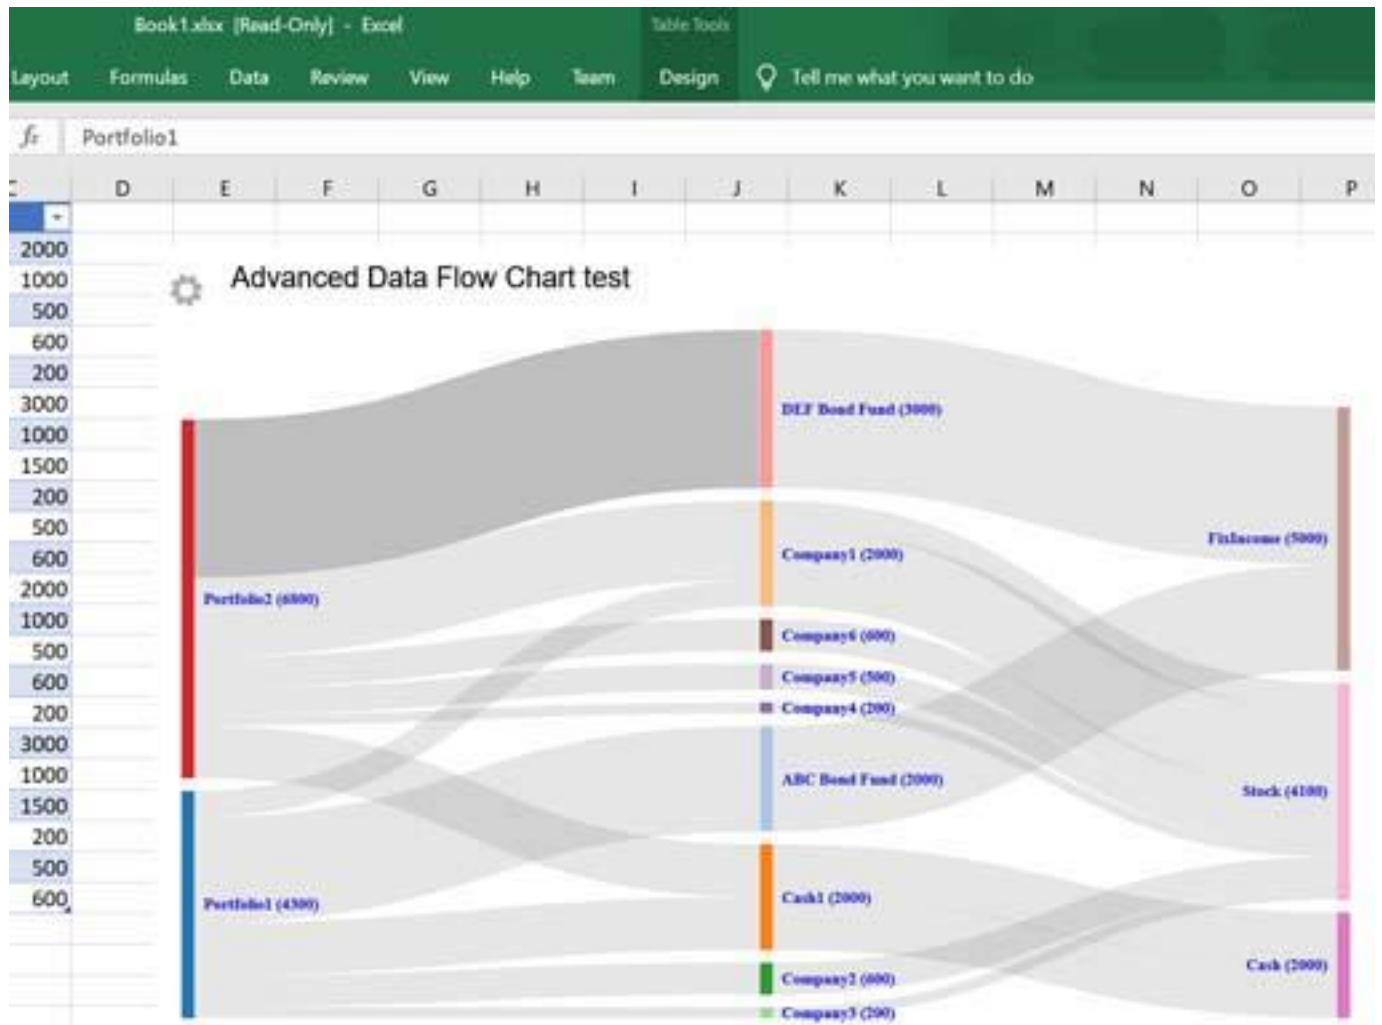 Book1.xlsx [Read-Only] - Excel
Table Tools
Layout Formulas Data Review View Help Team Design Tell me what you want to do
fx Portfolio1
C D E F G H I J K L M N O P
2000
1000
500
600
200
3000
1000
1500
200
500
600
2000
1000
500
600
200
3000
1000
1500
200
500
600
Advanced Data Flow Chart test
DEF Bond Fund (3000)
FixIncome (5000)
Company1 (2000)
Portfolio2 (6800)
Company6 (600)
Company5 (500)
Company4 (200)
ABC Bond Fund (2000)
Stock (4100)
Cash1 (2000)
Portfolio1 (4300)
Cash (2000)
Company2 (600)
Company3 (200)